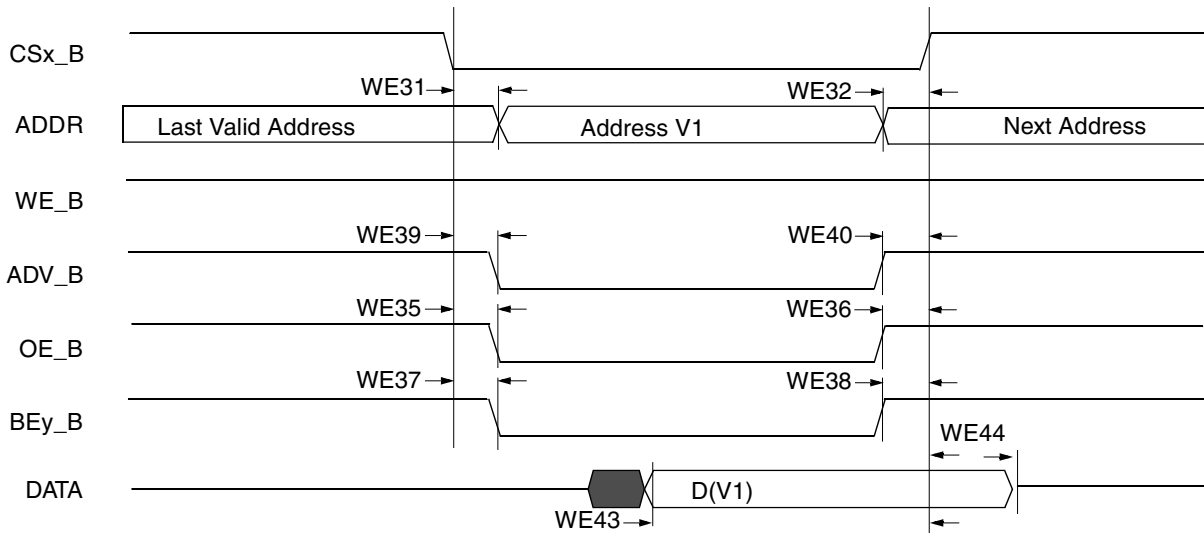 CSx_B
WE31
WE32
ADDR
Last Valid Address
Address V1
Next Address
WE_B
WE39
WE40
ADV_B
WE35
WE36
OE_B
WE37
WE38
BEy_B
WE44
DATA
D(V1)
WE43